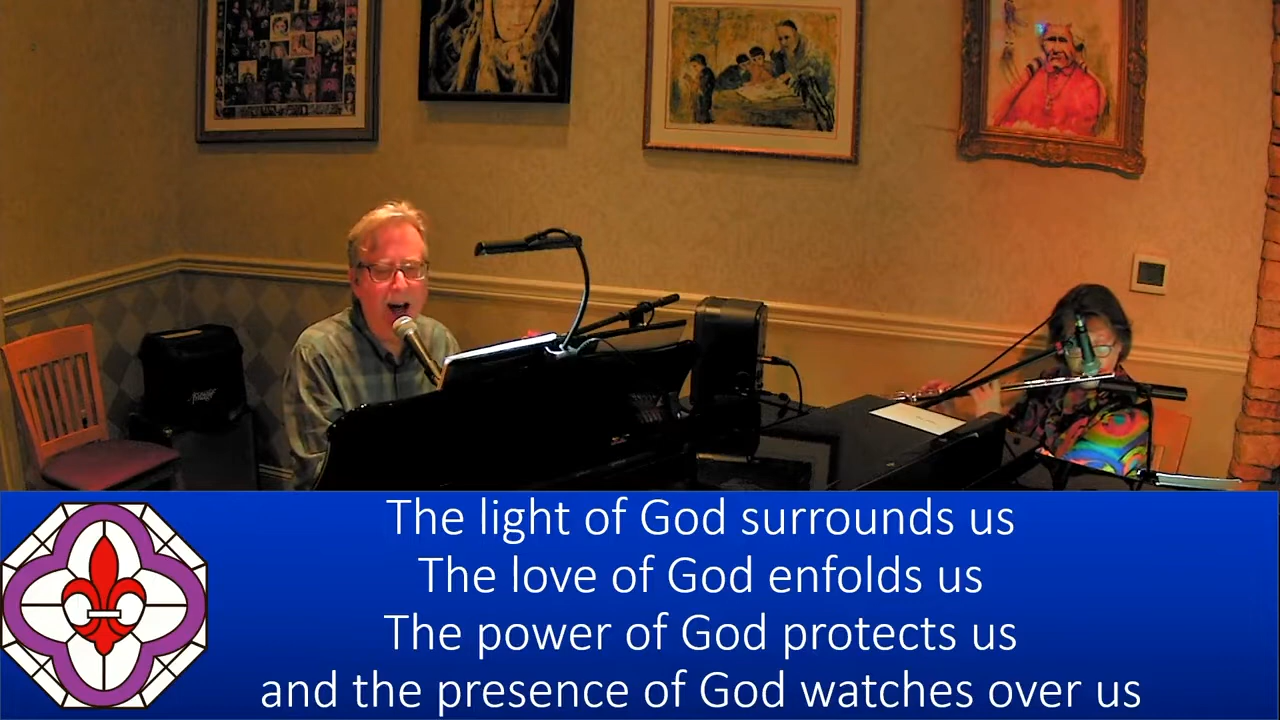 The light of God surrounds us
The love of God enfolds us
The power of God protects us
and the presence of God watches over us